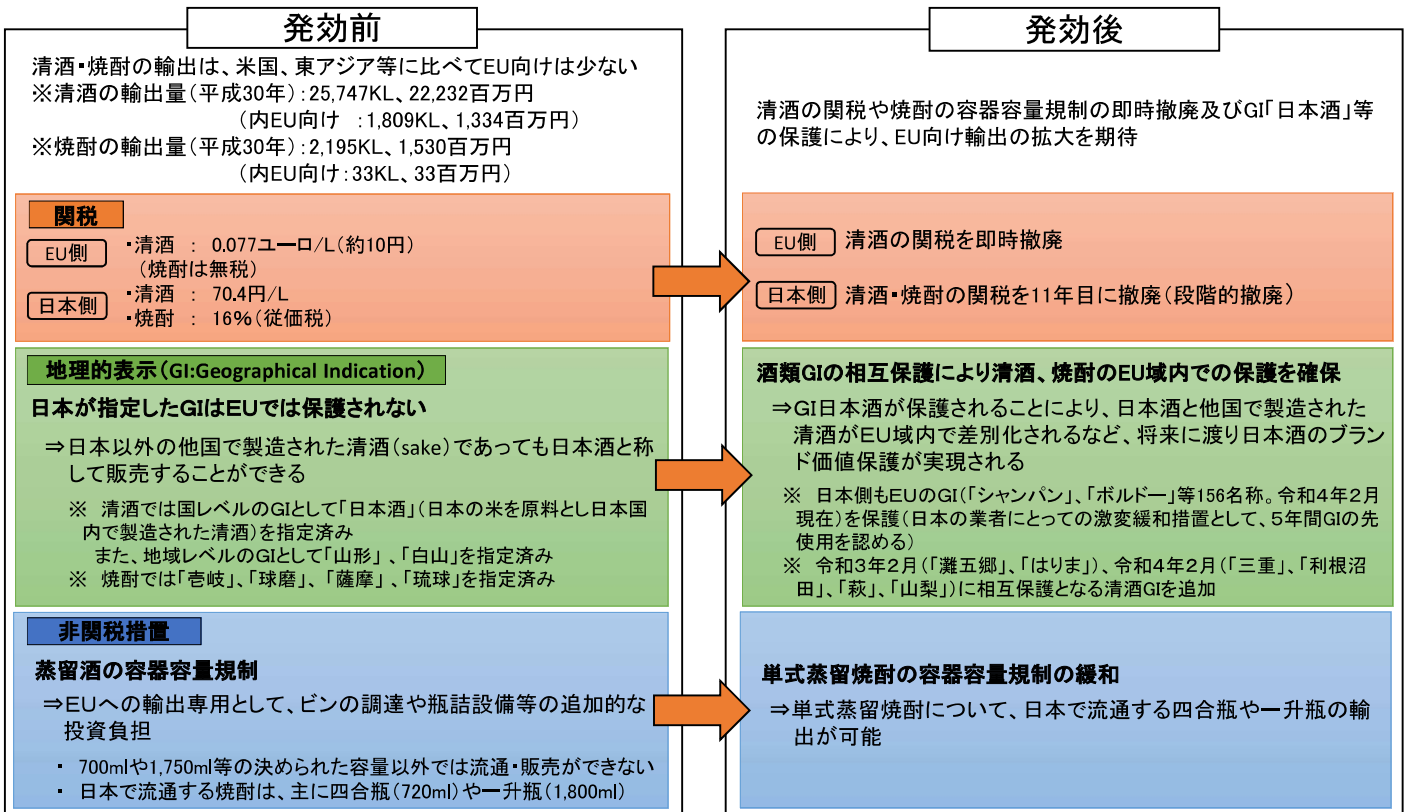 発効前
清酒・焼酎の輸出は、米国、東アジア等に比べてEU向けは少ない
※清酒の輸出量(平成30年):25,747KL、22,232百万円
(内EU向け :1,809KL、1,334百万円)
※焼酎の輸出量(平成30年):2,195KL、1,530百万円
(内EU向け:33KL、33百万円)
関税
EU側
・清酒 : 0.077ユーロ/L(約10円)
(焼酎は無税)
日本側
・清酒 : 70.4円/L
・焼酎 : 16%(従価税)
地理的表示(GI:Geographical Indication)
日本が指定したGIはEUでは保護されない
⇒日本以外の他国で製造された清酒(sake)であっても日本酒と称
して販売することができる
※ 清酒では国レベルのGIとして「日本酒」(日本の米を原料とし日本国
内で製造された清酒)を指定済み
また、地域レベルのGIとして「山形」、「白山」を指定済み
※ 焼酎では「壱岐」、「球磨」、「薩摩」、「琉球」を指定済み
非関税措置
蒸留酒の容器容量規制
⇒EUへの輸出専用として、ビンの調達や瓶詰設備等の追加的な
投資負担
・ 700mlや1,750ml等の決められた容量以外では流通・販売ができない
・ 日本で流通する焼酎は、主に四合瓶(720ml)や一升瓶(1,800ml)
発効後
清酒の関税や焼酎の容器容量規制の即時撤廃及びGI「日本酒」等
の保護により、EU向け輸出の拡大を期待
EU側 清酒の関税を即時撤廃
日本側 清酒・焼酎の関税を11年目に撤廃(段階的撤廃)
酒類GIの相互保護により清酒、焼酎のEU域内での保護を確保
⇒GI日本酒が保護されることにより、日本酒と他国で製造された
清酒がEU域内で差別化されるなど、将来に渡り日本酒のブラン
ド価値保護が実現される
※ 日本側もEUのGI(「シャンパン」、「ボルドー」等156名称。令和4年2月
現在)を保護(日本の業者にとっての激変緩和措置として、5年間GIの先
使用を認める)
※ 令和3年2月(「灘五郷」、「はりま」)、令和4年2月(「三重」、「利根沼
田」、「萩」、「山梨」)に相互保護となる清酒GIを追加
単式蒸留焼酎の容器容量規制の緩和
⇒単式蒸留焼酎について、日本で流通する四合瓶や一升瓶の輸
出が可能